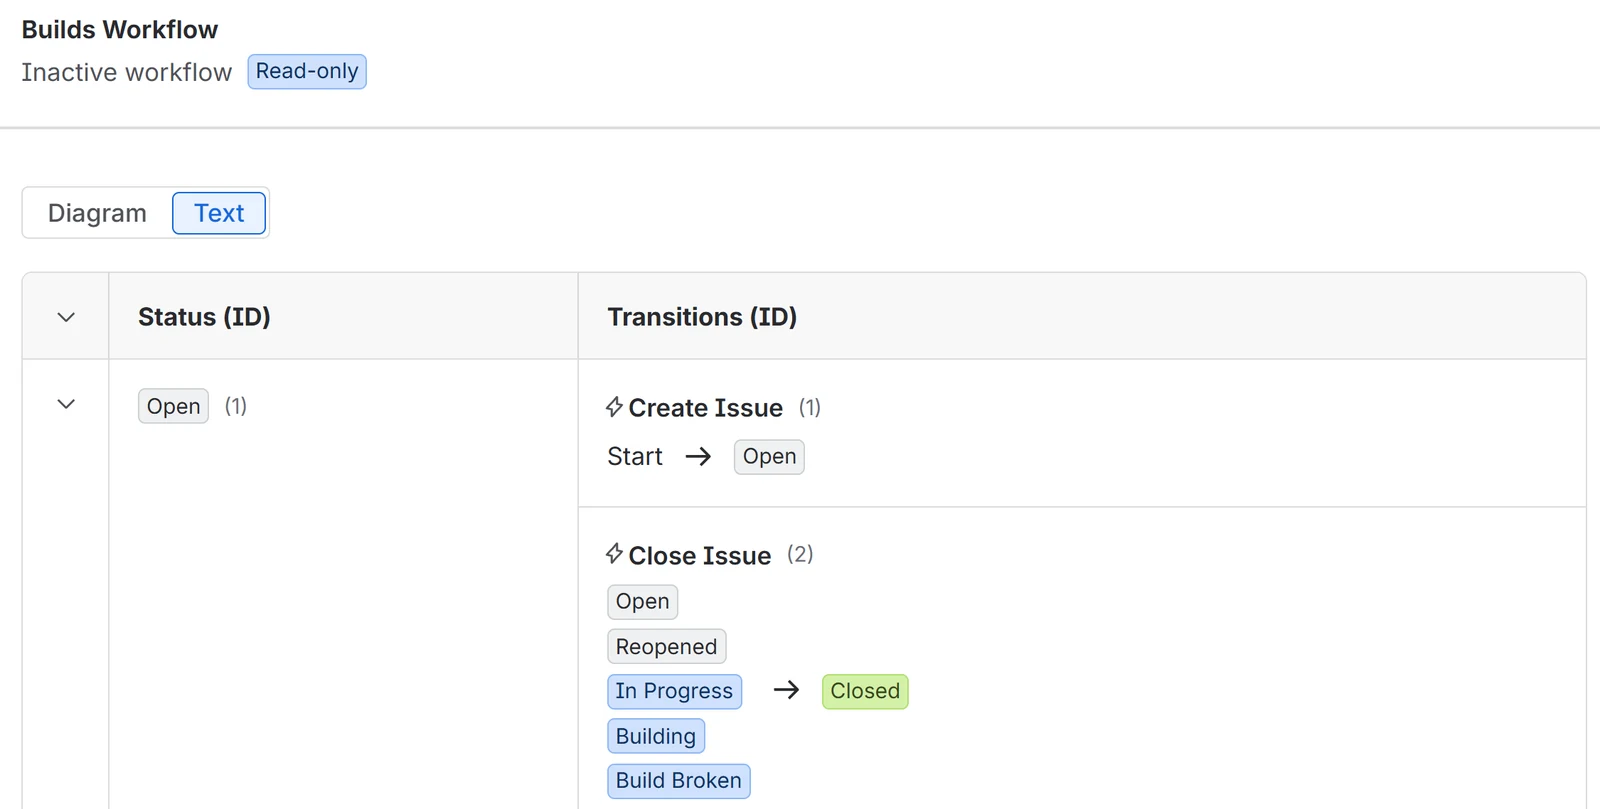 Builds Workflow
Inactive workflow Read-only
Diagram Text
Status (ID) Transitions (ID)
Open (1)
Create Issue (1)
Start → Open
Close Issue (2)
Open
Reopened
In Progress → Closed
Building
Build Broken